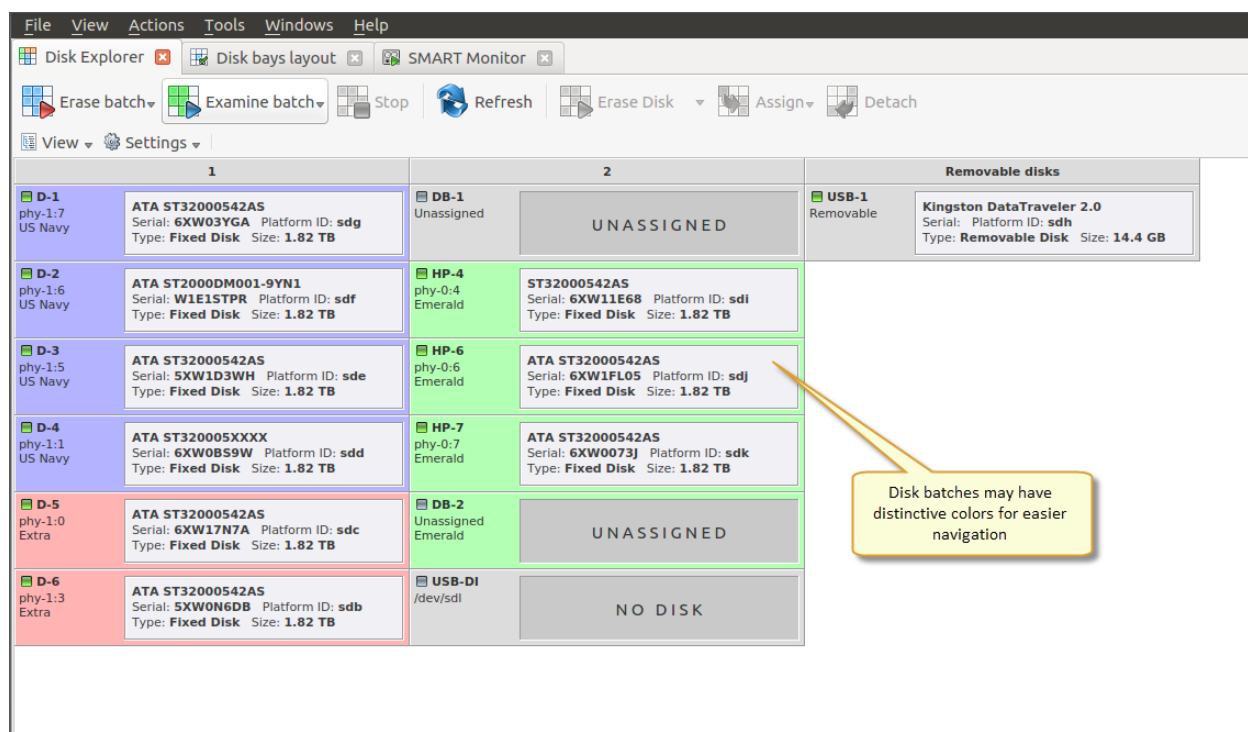 File View Actions Tools Windows Help
Disk Explorer Disk bays layout SMART Monitor
Erase batch Examine batch Stop Refresh Erase Disk Assign Detach
View Settings
1 2 Removable disks
D-1
phy-1:7
US Navy
ATA ST32000542AS
Serial: 6XW03YGA Platform ID: sdg
Type: Fixed Disk Size: 1.82 TB
DB-1
Unassigned
UNASSIGNED
USB-1
Removable
Kingston DataTraveler 2.0
Serial: Platform ID: sdh
Type: Removable Disk Size: 14.4 GB
D-2
phy-1:6
US Navy
ATA ST2000DM001-9YN1
Serial: W1E1STPR Platform ID: sdf
Type: Fixed Disk Size: 1.82 TB
HP-4
phy-0:4
Emerald
ST32000542AS
Serial: 6XW11E68 Platform ID: sdi
Type: Fixed Disk Size: 1.82 TB
D-3
phy-1:5
US Navy
ATA ST32000542AS
Serial: 5XW1D3WH Platform ID: sde
Type: Fixed Disk Size: 1.82 TB
HP-6
phy-0:6
Emerald
ATA ST32000542AS
Serial: 6XW1FL05 Platform ID: sdj
Type: Fixed Disk Size: 1.82 TB
D-4
phy-1:1
US Navy
ATA ST320005XXXX
Serial: 6XW0BS9W Platform ID: sdd
Type: Fixed Disk Size: 1.82 TB
HP-7
phy-0:7
Emerald
ATA ST32000542AS
Serial: 6XW0073J Platform ID: sdk
Type: Fixed Disk Size: 1.82 TB
Disk batches may have
distinctive colors for easier
navigation
D-5
phy-1:0
Extra
ATA ST32000542AS
Serial: 6XW17N7A Platform ID: sdc
Type: Fixed Disk Size: 1.82 TB
DB-2
Unassigned
Emerald
UNASSIGNED
D-6
phy-1:3
Extra
ATA ST32000542AS
Serial: 5XW0N6DB Platform ID: sdb
Type: Fixed Disk Size: 1.82 TB
USB-DI
/dev/sdl
NO DISK